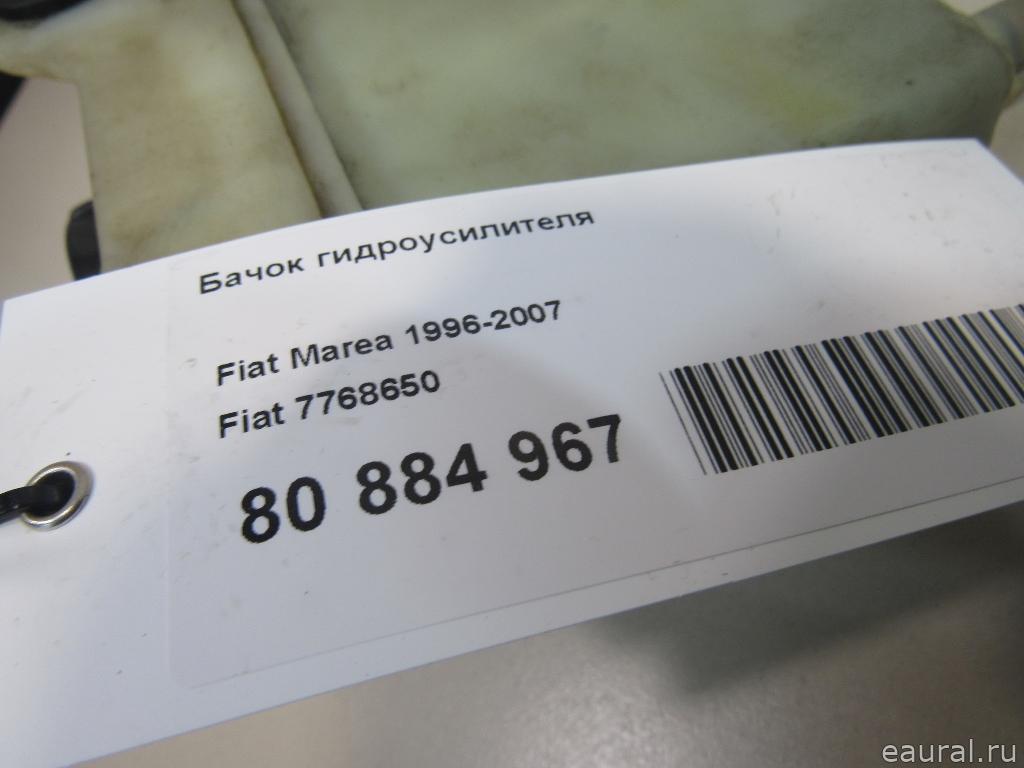 Бачок гидроусилителя
Fiat Marea 1996-2007
Fiat 7768650
80 884 967
eaural.ru